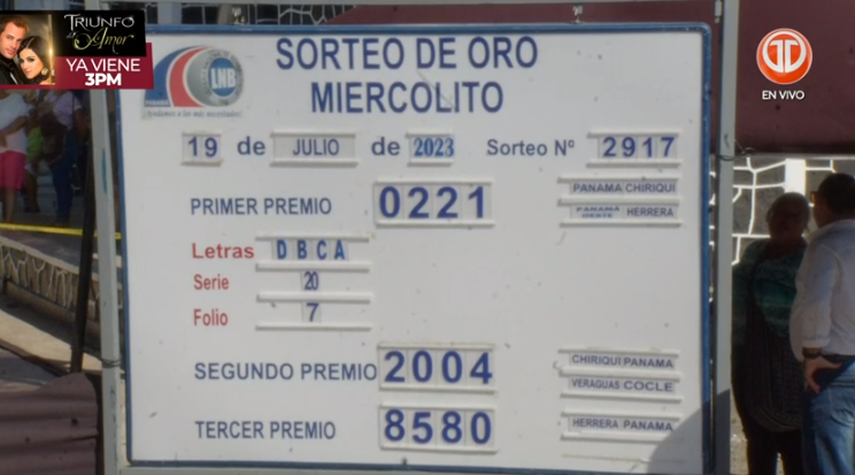 TRIUNFO
de Amor
YA VIENE
3PM
EN VIVO
SORTEO DE ORO
MIERCOLITO
LNB
19 de JULIO de 2023 Sorteo Nº 2917
PRIMER PREMIO 0221
PANAMA CHIRIQUI
PANAMA OESTE HERRERA
Letras D B C A
Serie 20
Folio 7
SEGUNDO PREMIO 2004
CHIRIQUI PANAMA
VERAGUAS COCLE
TERCER PREMIO 8580
HERRERA PANAMA